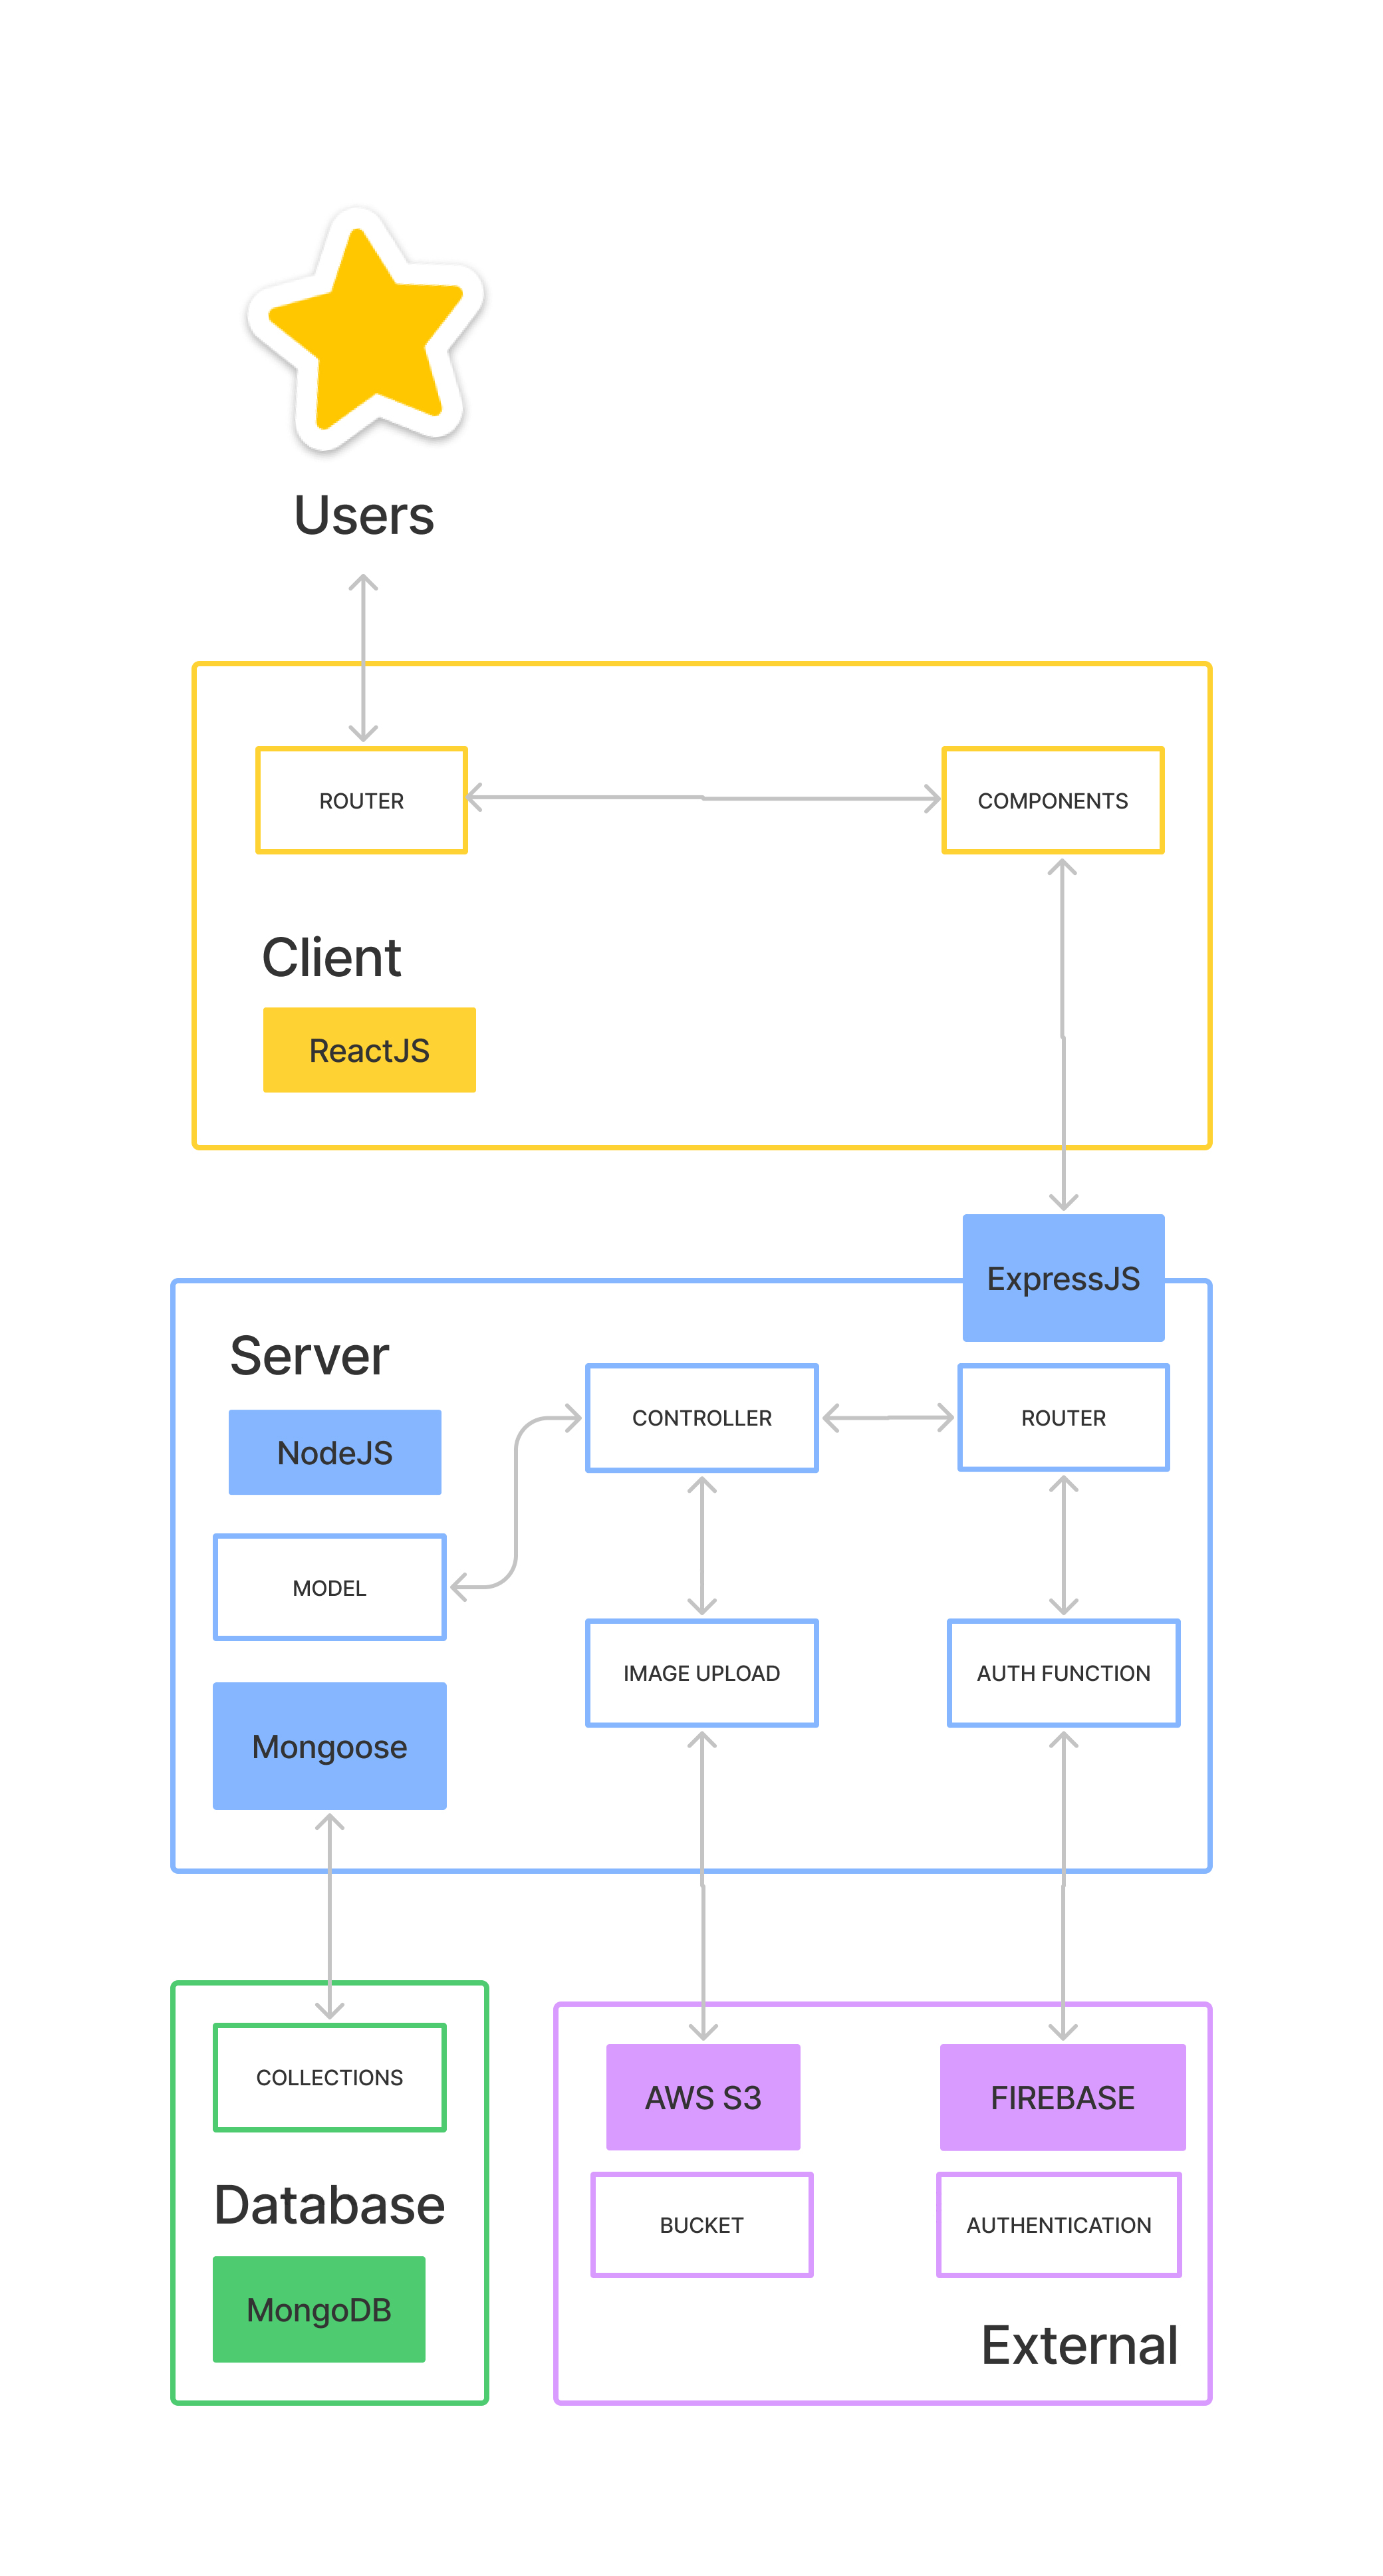 Users
ROUTER
COMPONENTS
Client
ReactJS
ExpressJS
Server
CONTROLLER
ROUTER
NodeJS
MODEL
IMAGE UPLOAD
AUTH FUNCTION
Mongoose
COLLECTIONS
Database
MongoDB
AWS S3
FIREBASE
BUCKET
AUTHENTICATION
External